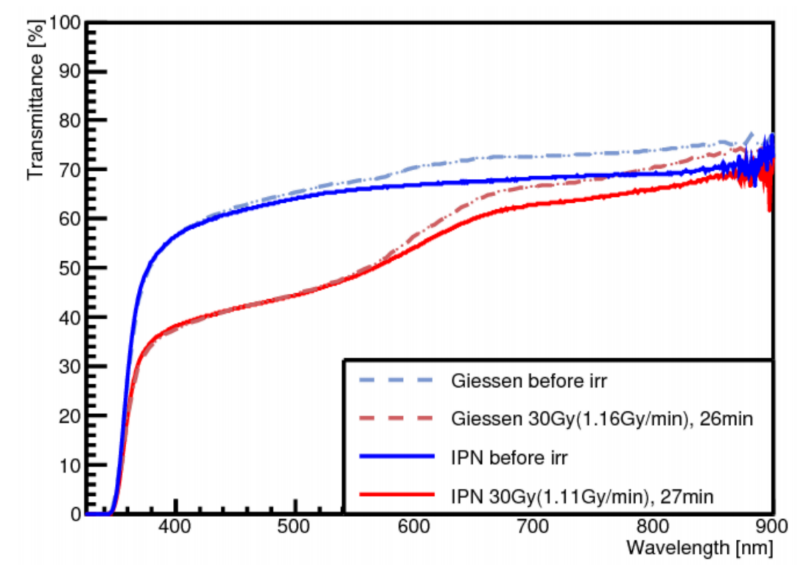 Transmittance [%]
100
90
80
70
60
50
40
30
20
10
0
Giessen before irr
Giessen 30Gy(1.16Gy/min), 26min
IPN before irr
IPN 30Gy(1.11Gy/min), 27min
400 500 600 700 800 900
Wavelength [nm]